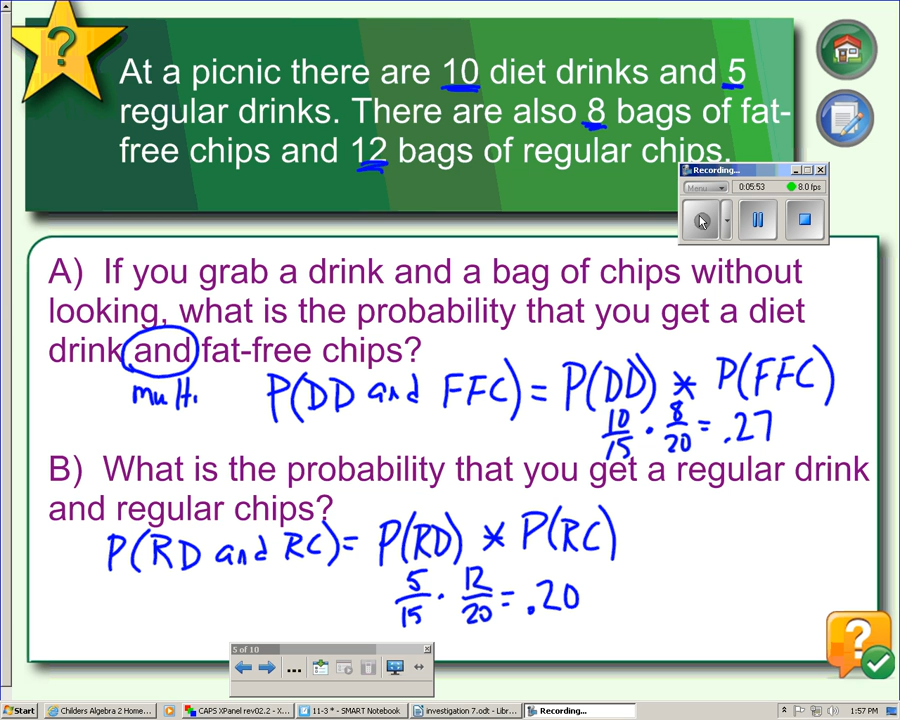 ?
At a picnic there are 10 diet drinks and 5
regular drinks. There are also 8 bags of fat-
free chips and 12 bags of regular chips.
Recording...
Menu
0:05:53
8.0 fps
A) If you grab a drink and a bag of chips without
looking, what is the probability that you get a diet
drink and fat-free chips?
mult.
P(DD and FFC) = P(DD) * P(FFC)
10/15 · 8/20 = .27
B) What is the probability that you get a regular drink
and regular chips?
P(RD and RC) = P(RD) * P(RC)
5/15 · 12/20 = .20
?
5 of 10
...
Start
Childers Algebra 2 Home...
CAPS XPanel rev02.2 - X...
11-3 * - SMART Notebook
investigation 7.odt - Libr...
Recording...
1:57 PM